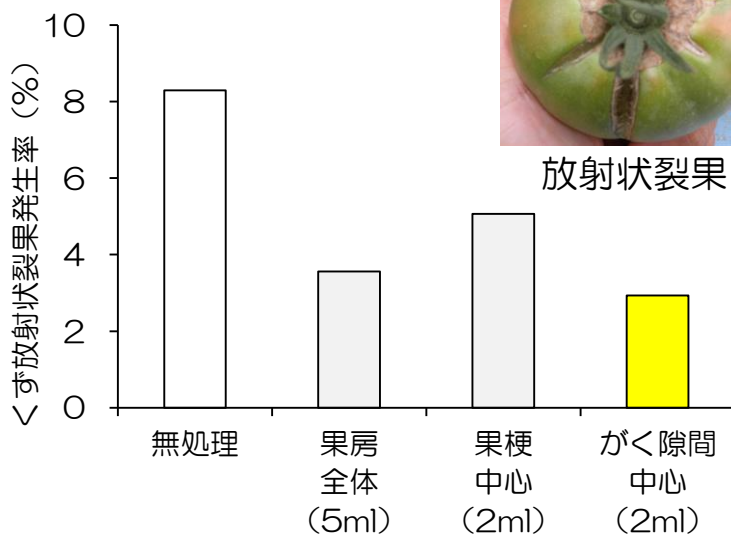 くず放射状裂果発生率（%）
10
8
6
4
2
0
放射状裂果
無処理
果房
全体
（5ml）
果梗
中心
（2ml）
がく隙間
中心
（2ml）